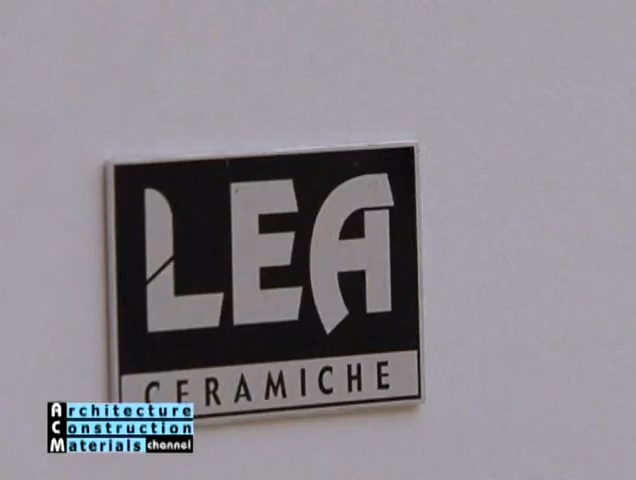 LEA
CERAMICHE
Architecture
Construction
Materials channel